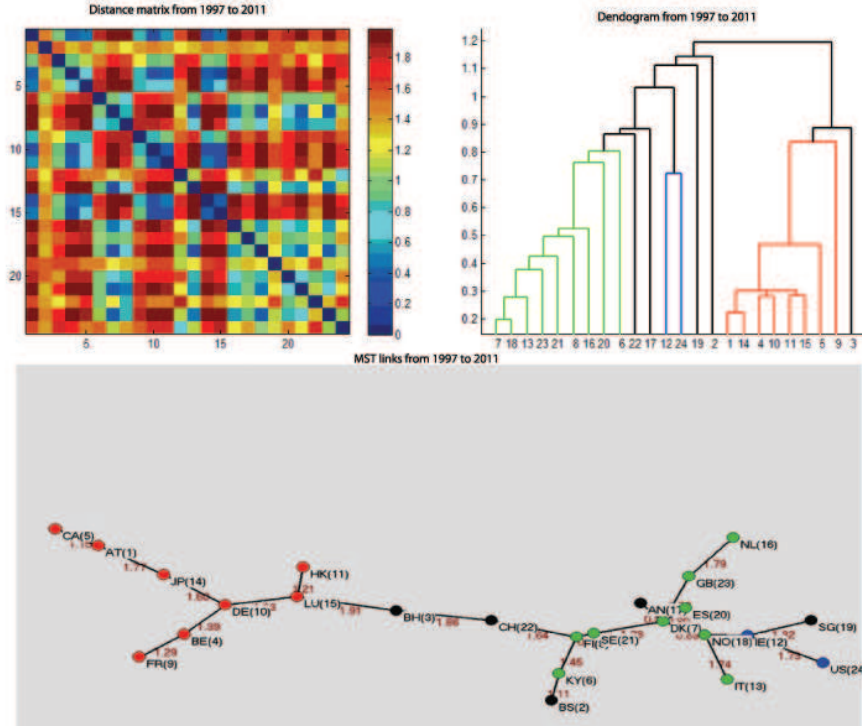 Distance matrix from 1997 to 2011
Dendogram from 1997 to 2011
5
10
15
20
5
10
15
20
1.8
1.6
1.4
1.2
1
0.8
0.6
0.4
0.2
0
1.2
1.1
1
0.9
0.8
0.7
0.6
0.5
0.4
0.3
0.2
7 18 13 23 21 8 16 20 6 22 17 12 24 19 2 1 14 4 10 11 15 5 9 3
MST links from 1997 to 2011
CA(5)
AT(1)
1.77
JP(14)
DE(10)
HK(11)
LU(15)
1.91
BH(3)
1.86
CH(22)
1.39
BE(4)
1.29
FR(9)
1.64
SE(21)
1.45
KY(6)
BS(2)
NL(16)
1.79
GB(23)
AN(17)
ES(20)
DK(7)
NO(18)
IE(12)
SG(19)
US(24
1.74
IT(13)